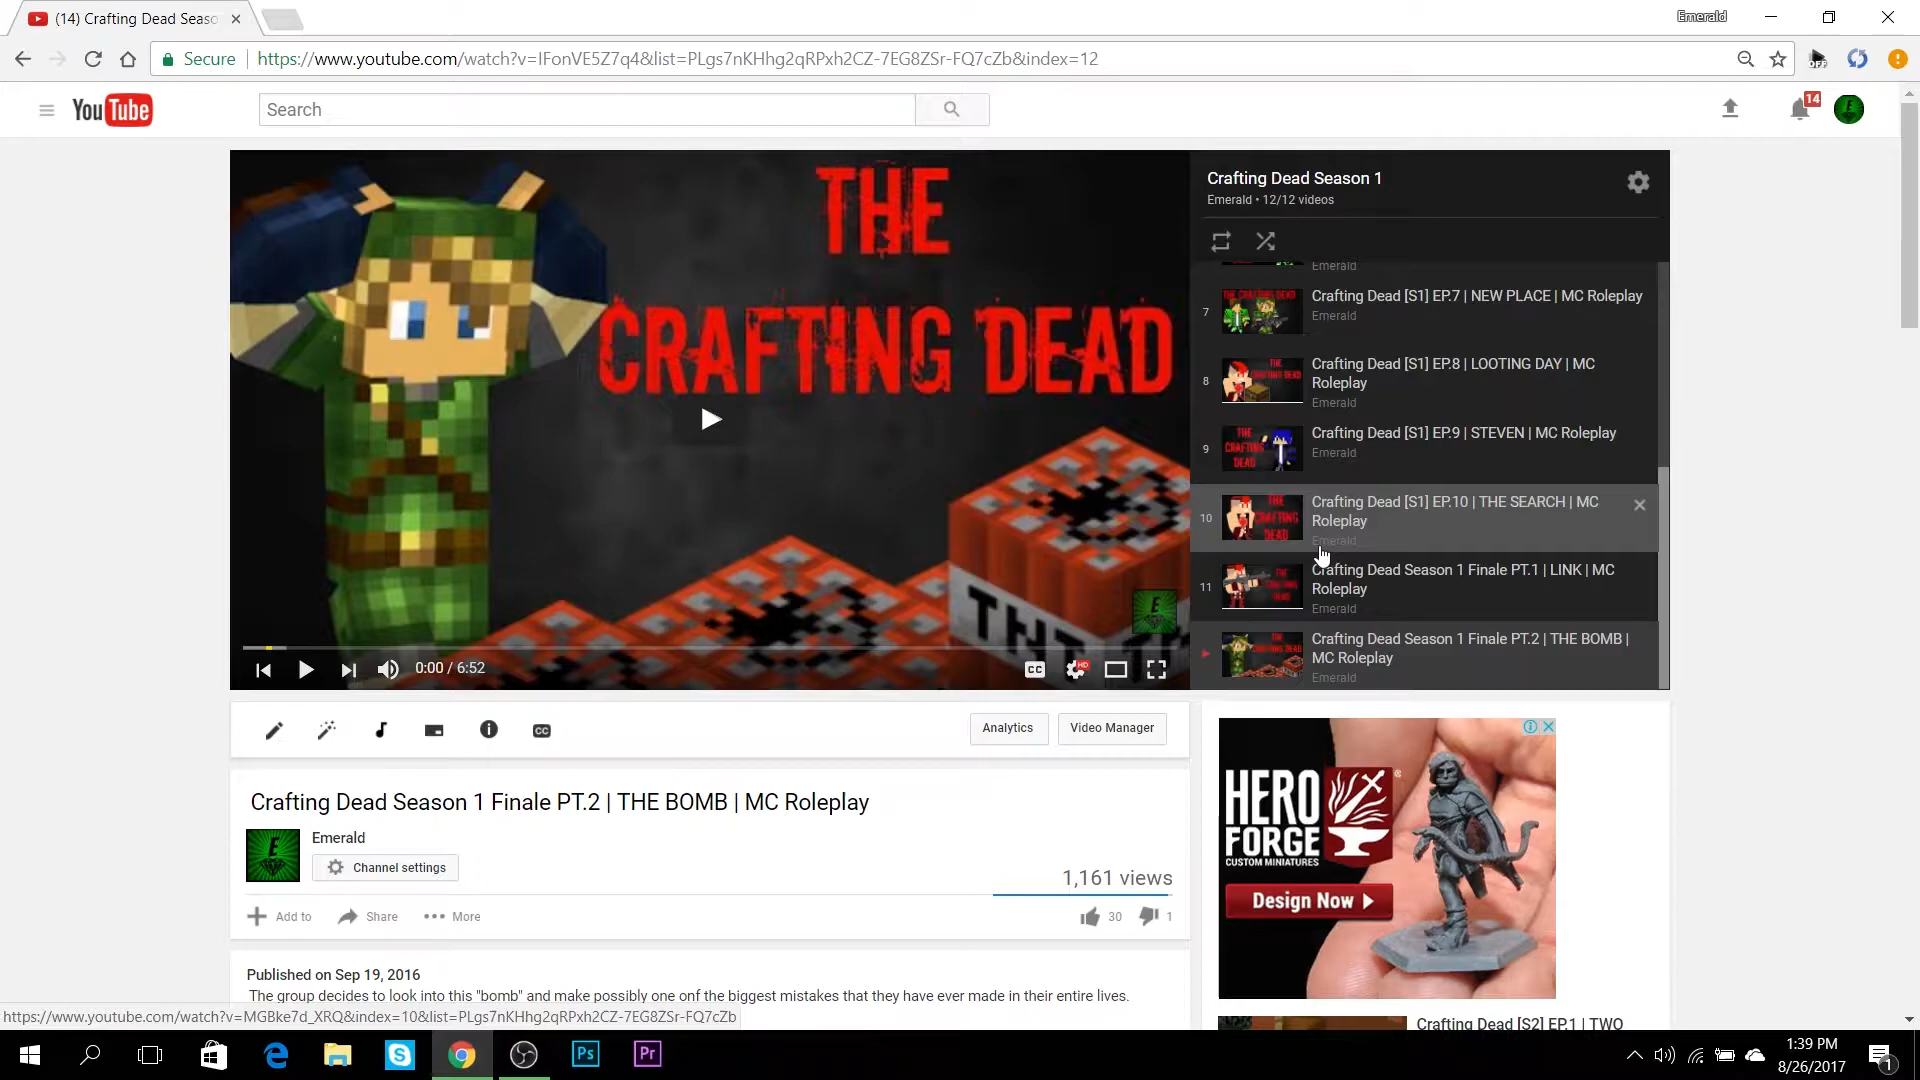 (14) Crafting Dead Seaso
Emerald
Secure
https://www.youtube.com/watch?v=IFonVE5Z7q4&list=PLgs7nKHhg2qRPxh2CZ-7EG8ZSr-FQ7cZb&index=12
OFF
YouTube
Search
14
THE
CRAFTING DEAD
TNT
E
0:00 / 6:52
CC
HD
Crafting Dead Season 1
Emerald • 12/12 videos
Emerald
7
Crafting Dead [S1] EP.7 | NEW PLACE | MC Roleplay
Emerald
8
Crafting Dead [S1] EP.8 | LOOTING DAY | MC
Roleplay
Emerald
9
Crafting Dead [S1] EP.9 | STEVEN | MC Roleplay
Emerald
10
Crafting Dead [S1] EP.10 | THE SEARCH | MC
Roleplay
Emerald
11
Crafting Dead Season 1 Finale PT.1 | LINK | MC
Roleplay
Emerald
Crafting Dead Season 1 Finale PT.2 | THE BOMB |
MC Roleplay
Emerald
CC
Analytics
Video Manager
Crafting Dead Season 1 Finale PT.2 | THE BOMB | MC Roleplay
E
Emerald
Channel settings
1,161 views
Add to
Share
More
30
1
Published on Sep 19, 2016
The group decides to look into this "bomb" and make possibly one onf the biggest mistakes that they have ever made in their entire lives.
HERO
FORGE
CUSTOM MINIATURES
Design Now
Crafting Dead [S2] EP.1 | TWO
https://www.youtube.com/watch?v=MGBke7d_XRQ&index=10&list=PLgs7nKHhg2qRPxh2CZ-7EG8ZSr-FQ7cZb
Ps
Pr
1:39 PM
8/26/2017
1